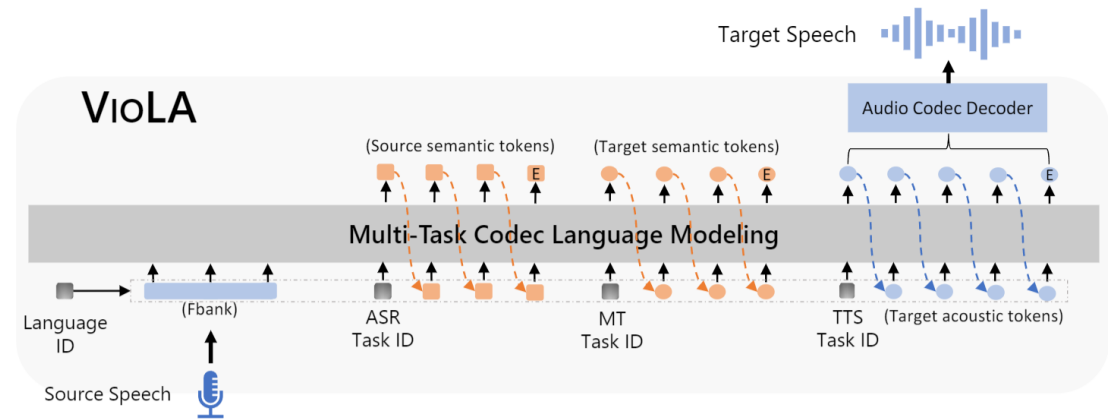 Target Speech
VIOLA
Audio Codec Decoder
(Source semantic tokens)
(Target semantic tokens)
E
E
E
Multi-Task Codec Language Modeling
(Fbank)
Language
ID
ASR
Task ID
MT
Task ID
TTS
Task ID
(Target acoustic tokens)
Source Speech